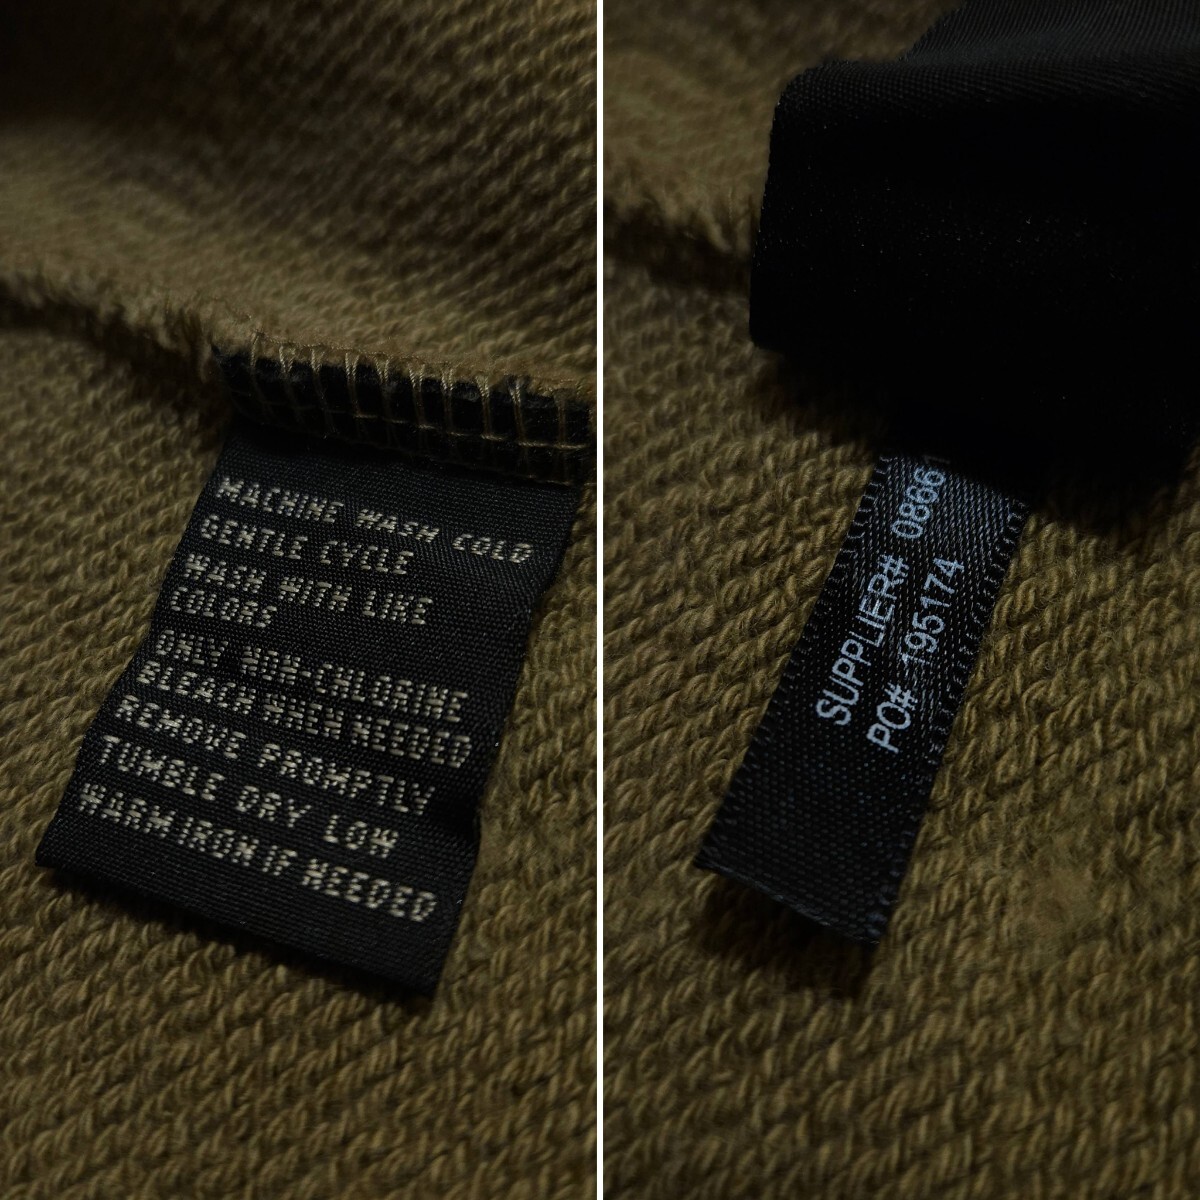 MACHINE WASH COLD
GENTLE CYCLE
WASH WITH LIKE
COLORS
ONLY NON-CHLORINE
BLEACH WHEN NEEDED
REMOVE PROMPTLY
TUMBLE DRY LOW
WARM IRON IF NEEDED
SUPPLIER# 08661
PO# 195174